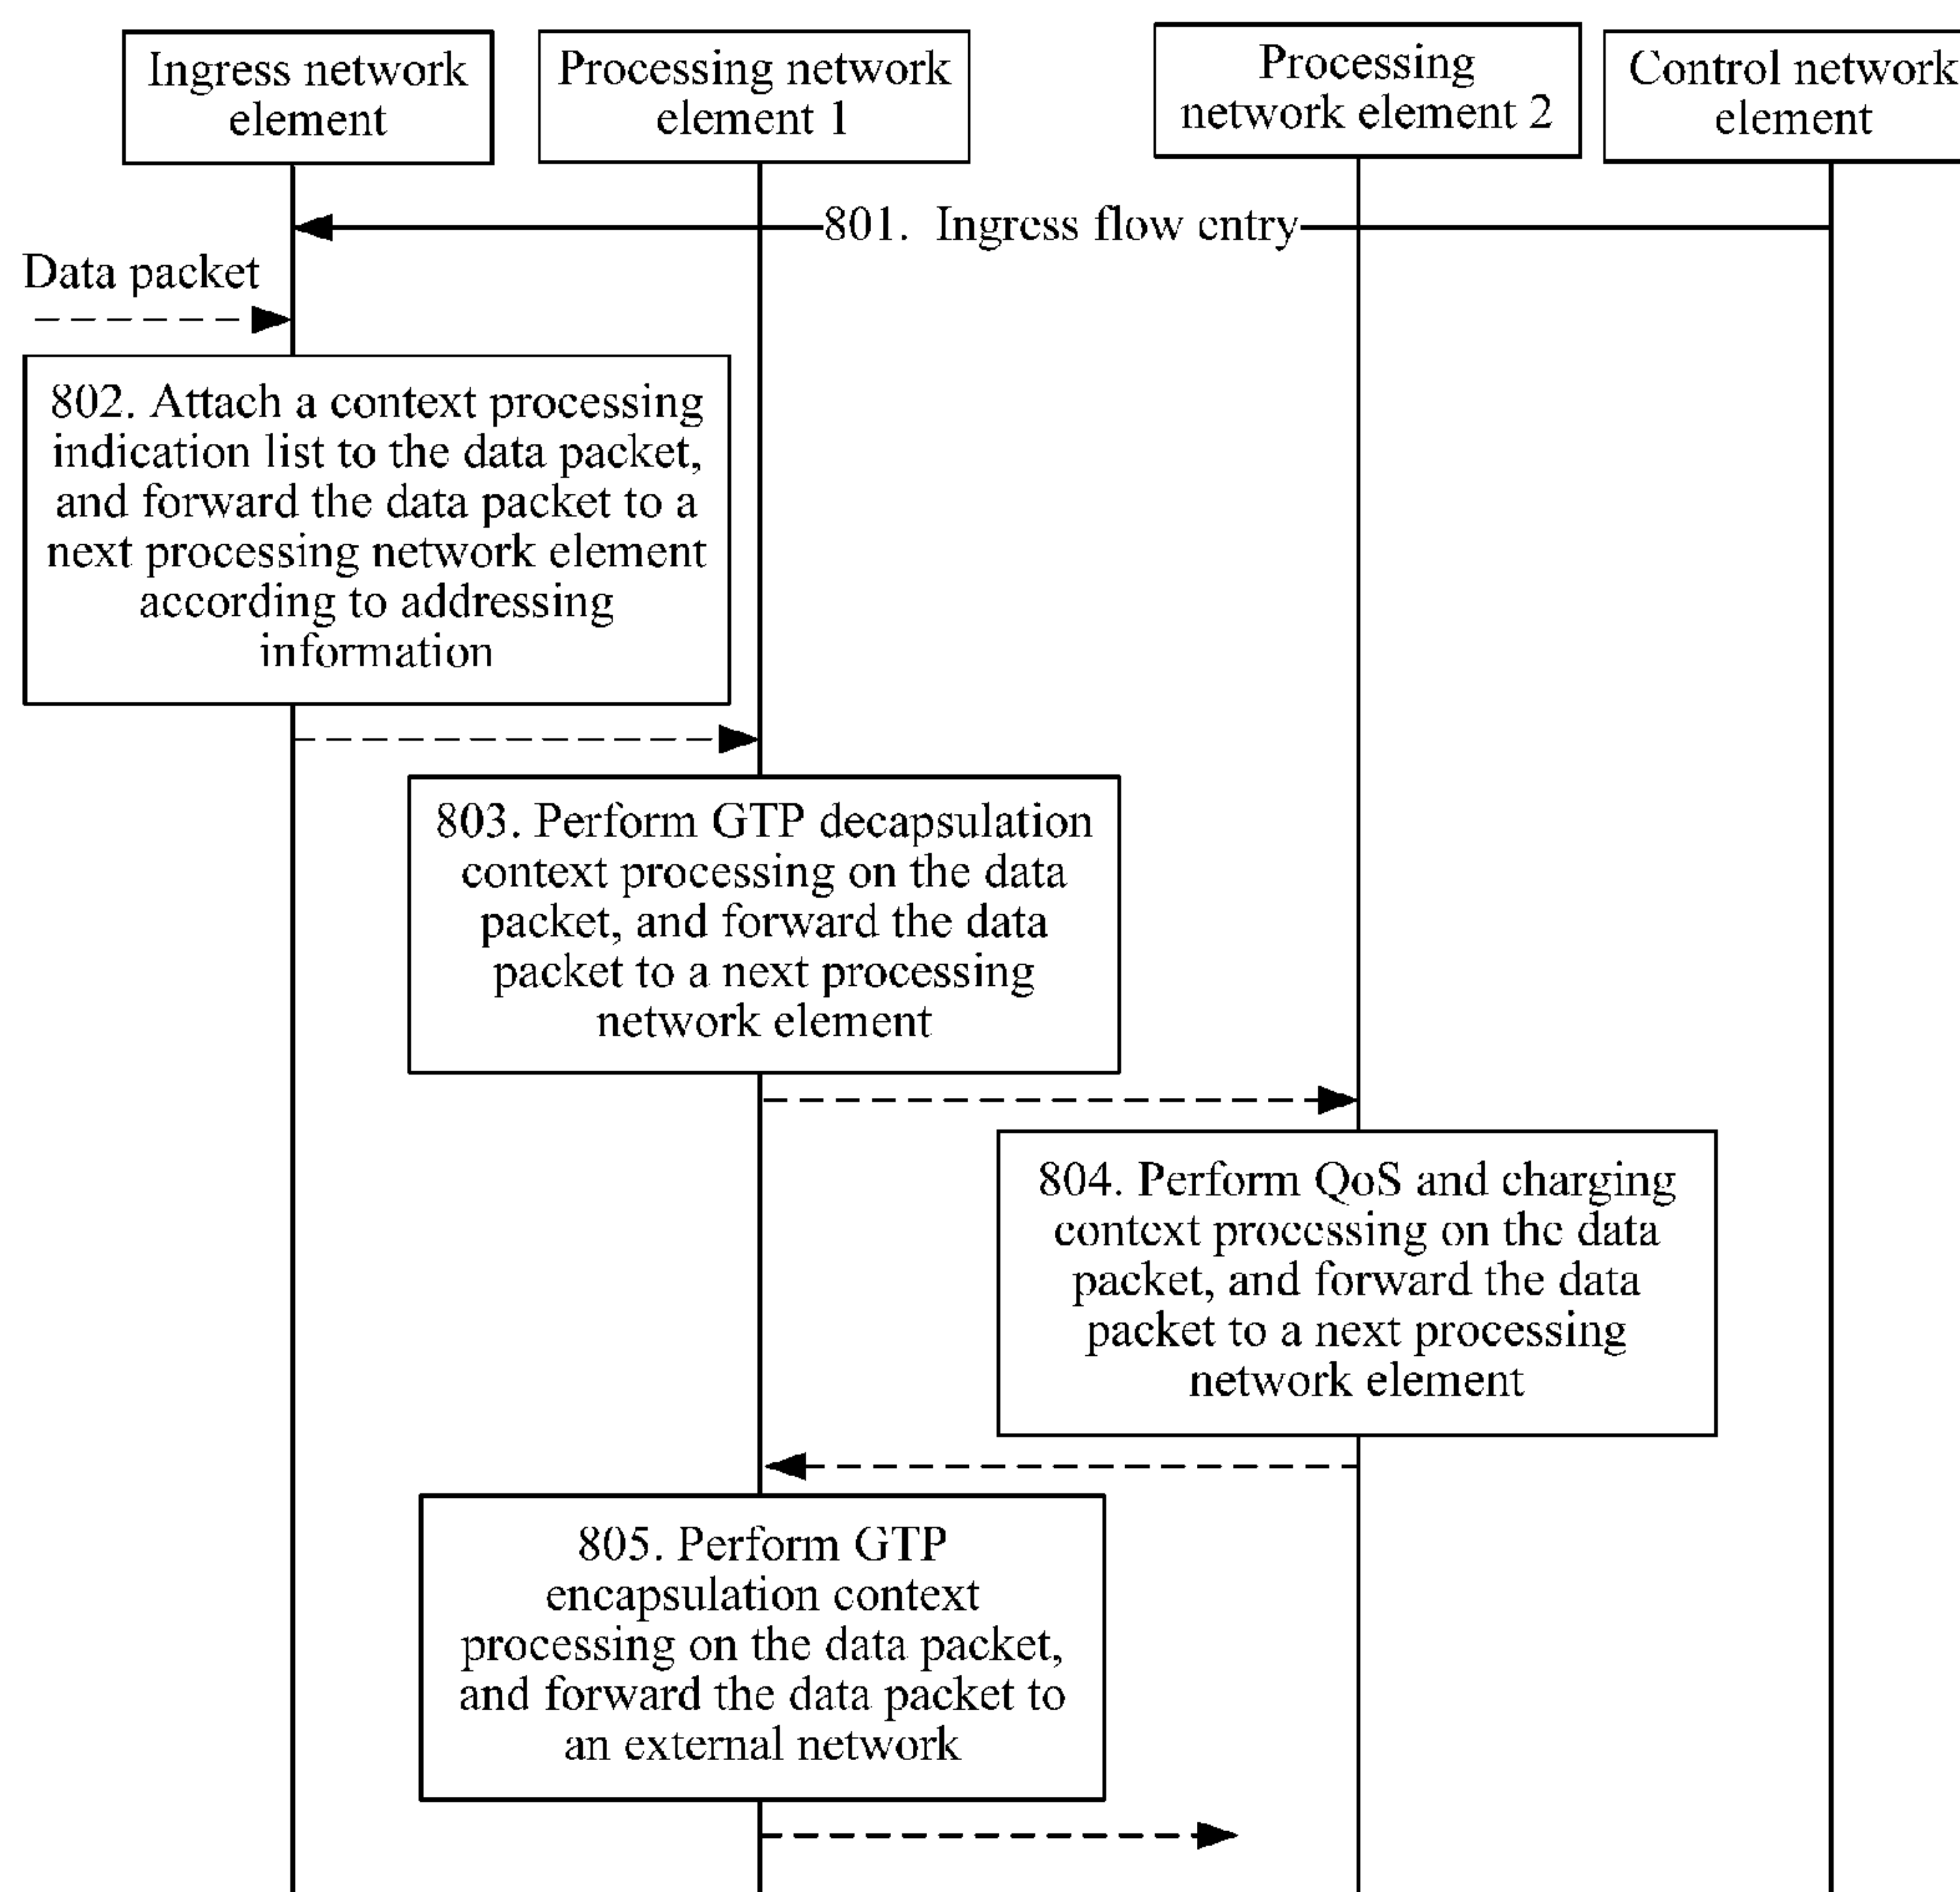 Ingress network
element
Processing network
element 1
Processing
network element 2
Control network
element
801. Ingress flow entry
Data packet
802. Attach a context processing
indication list to the data packet,
and forward the data packet to a
next processing network element
according to addressing
information
803. Perform GTP decapsulation
context processing on the data
packet, and forward the data
packet to a next processing
network element
804. Perform QoS and charging
context processing on the data
packet, and forward the data
packet to a next processing
network element
805. Perform GTP
encapsulation context
processing on the data packet,
and forward the data packet to
an external network